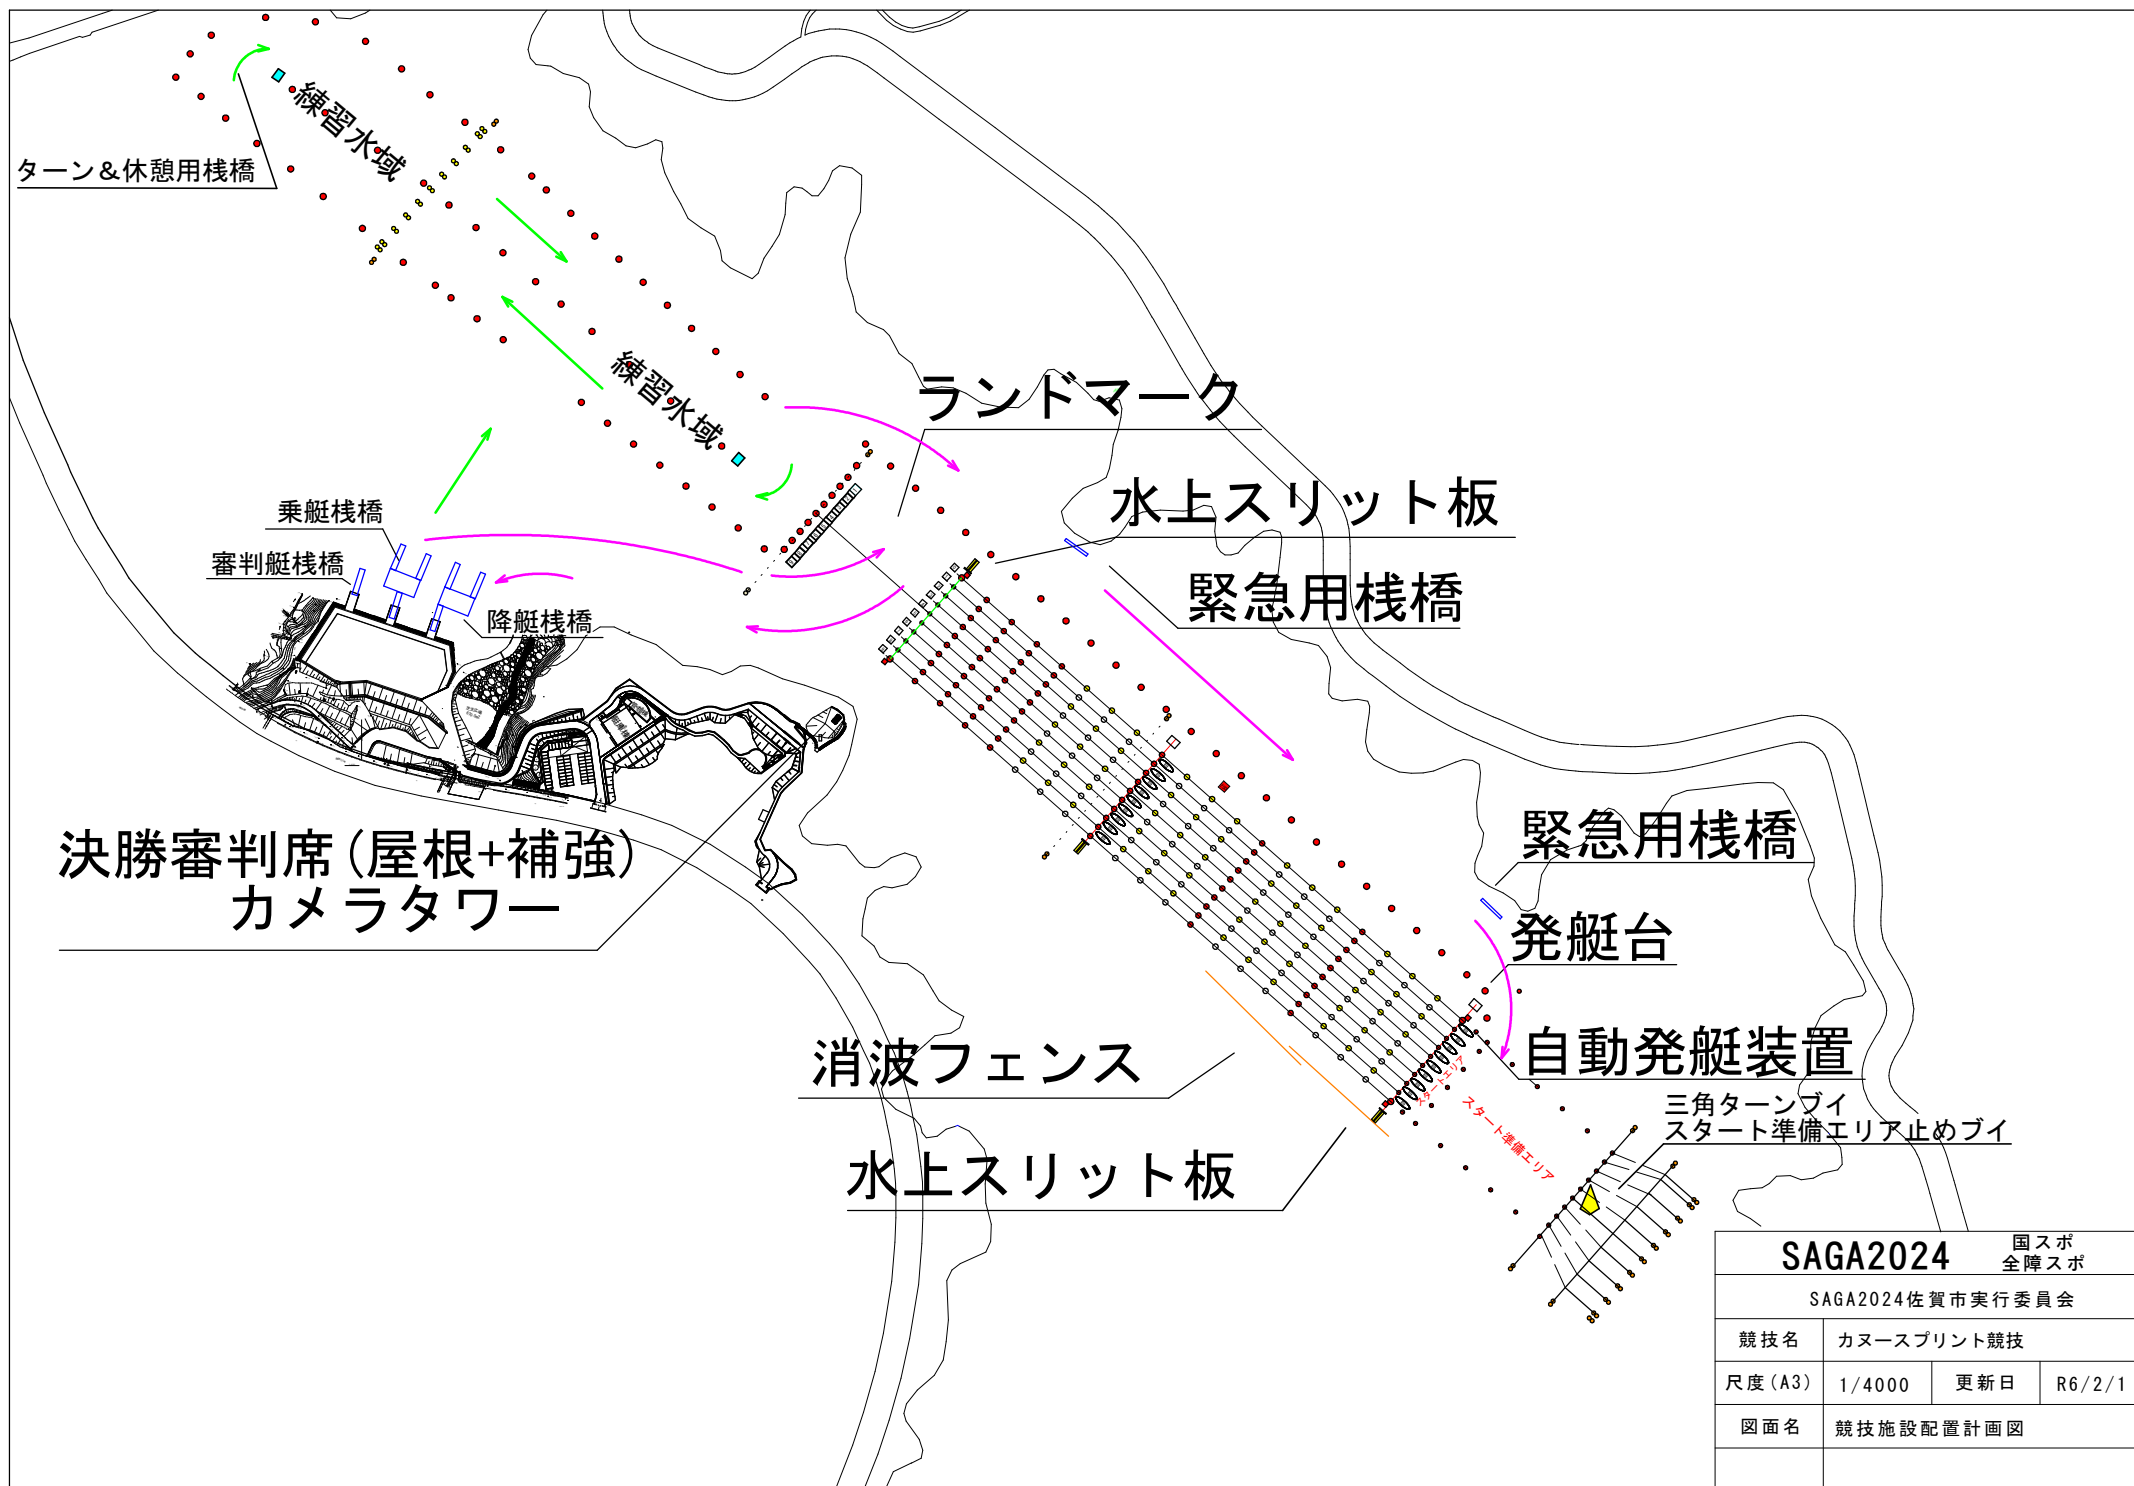 練習水域
ターン&休憩用桟橋
練習水域
ランドマーク
水上スリット板
緊急用桟橋
乗艇桟橋
審判艇桟橋
降艇桟橋
決勝審判席(屋根+補強)
カメラタワー
緊急用桟橋
発艇台
自動発艇装置
消波フェンス
水上スリット板
スタートエリア
スタート準備エリア
三角ターンブイ
スタート準備エリア止めブイ
SAGA2024 国スポ
全障スポ
SAGA2024佐賀市実行委員会
競技名 カヌースプリント競技
尺度(A3) 1/4000 更新日 R6/2/1
図面名 競技施設配置計画図